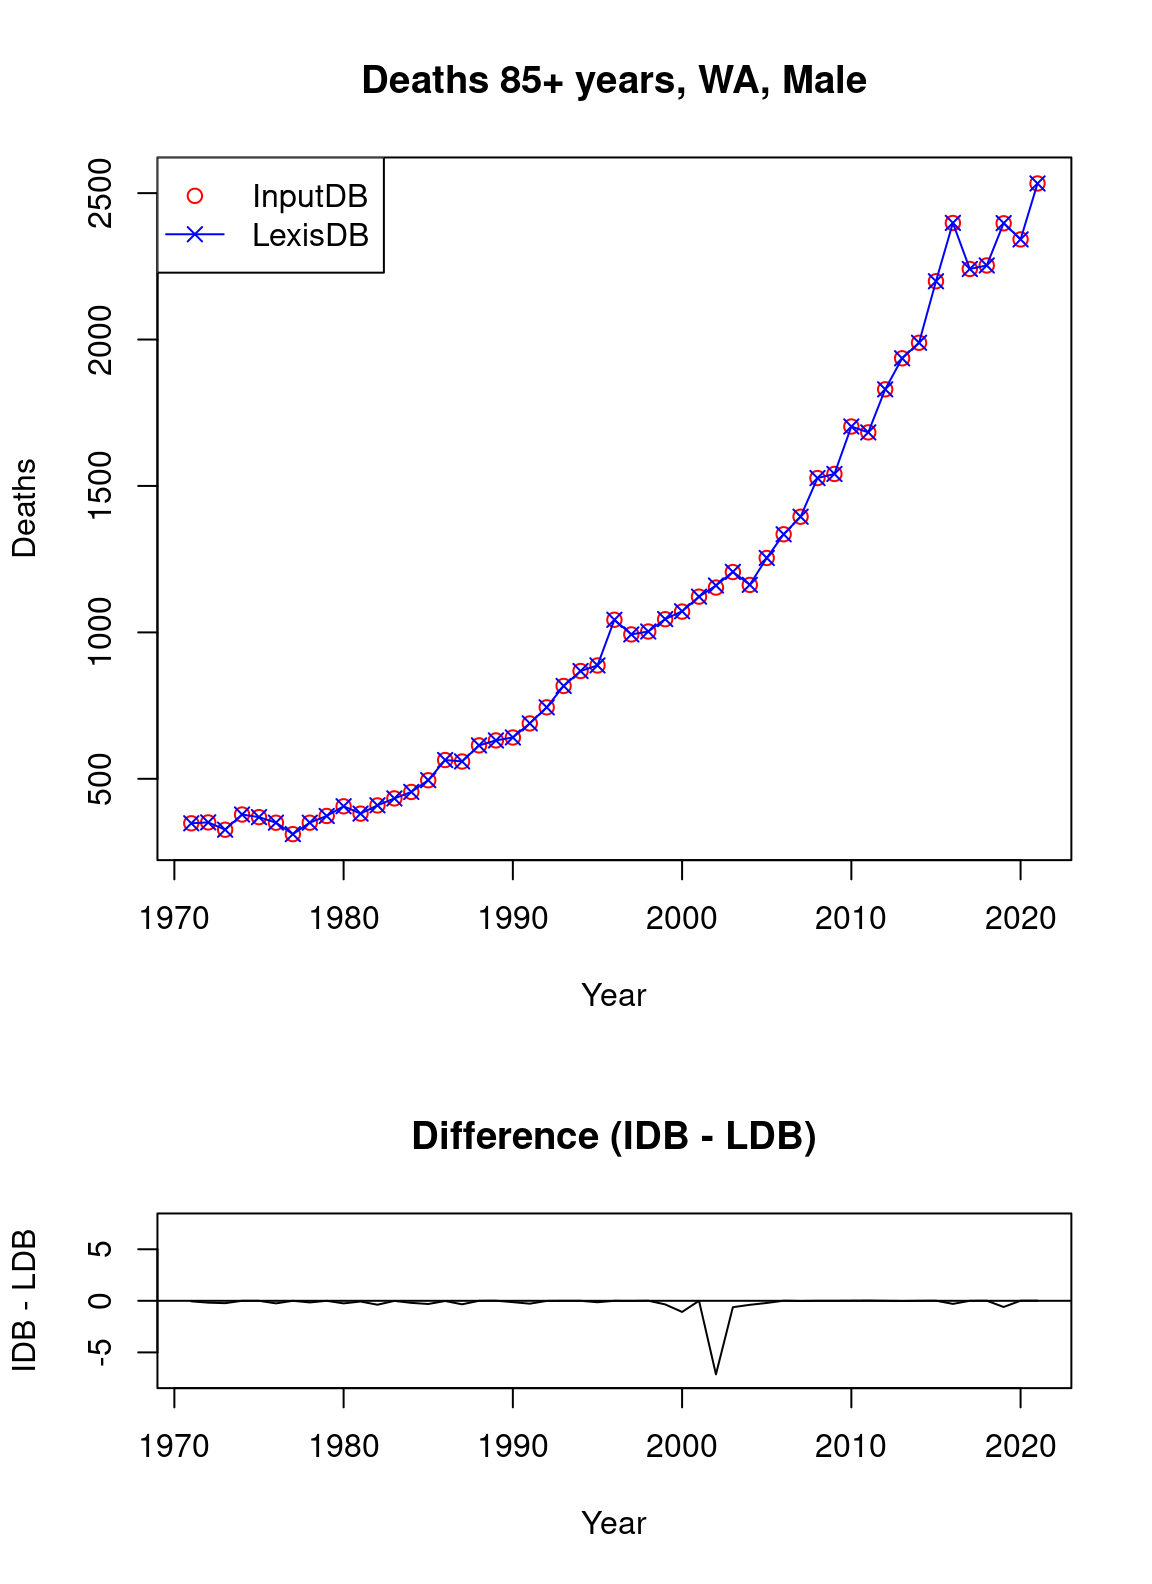 Deaths 85+ years, WA, Male
InputDB
LexisDB
Deaths
2500
2000
1500
1000
500
1970 1980 1990 2000 2010 2020
Year
Difference (IDB - LDB)
IDB - LDB
5
0
-5
1970 1980 1990 2000 2010 2020
Year